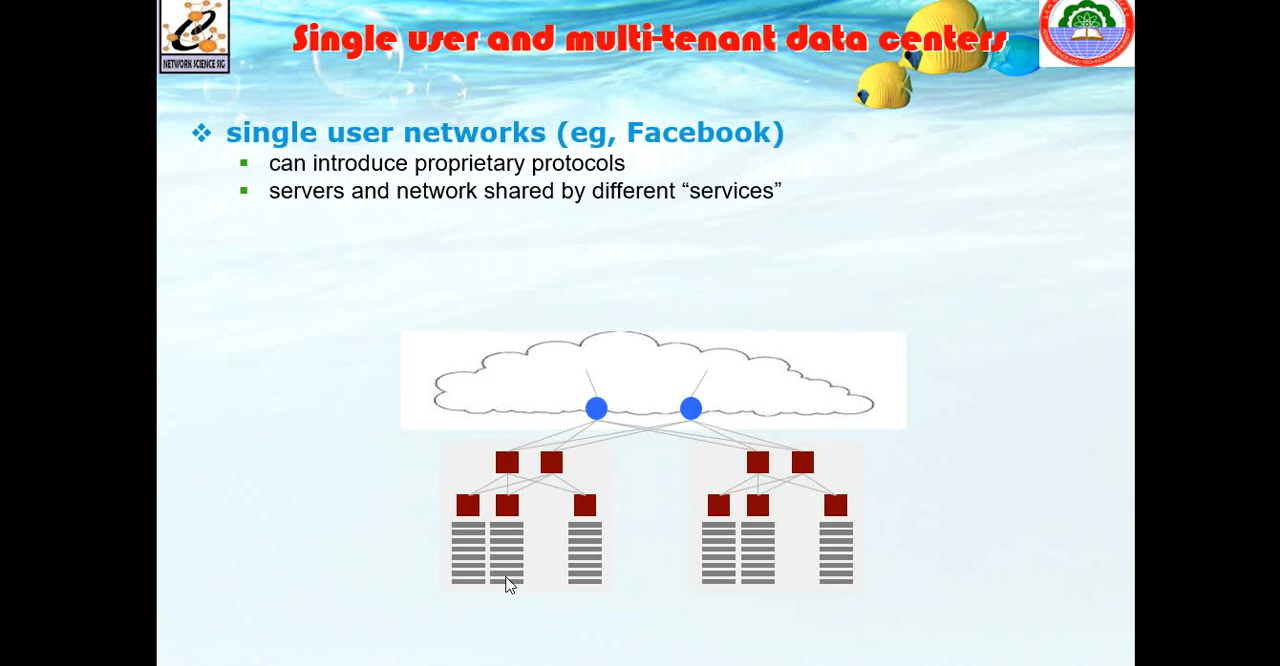 Single user and multi-tenant data centers
NETWORK SCIENCE SIG
single user networks (eg, Facebook)
can introduce proprietary protocols
servers and network shared by different “services”